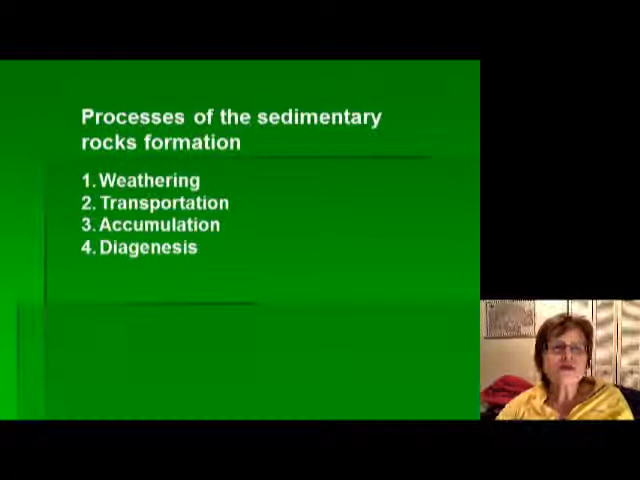 Processes of the sedimentary
rocks formation
1. Weathering
2. Transportation
3. Accumulation
4. Diagenesis